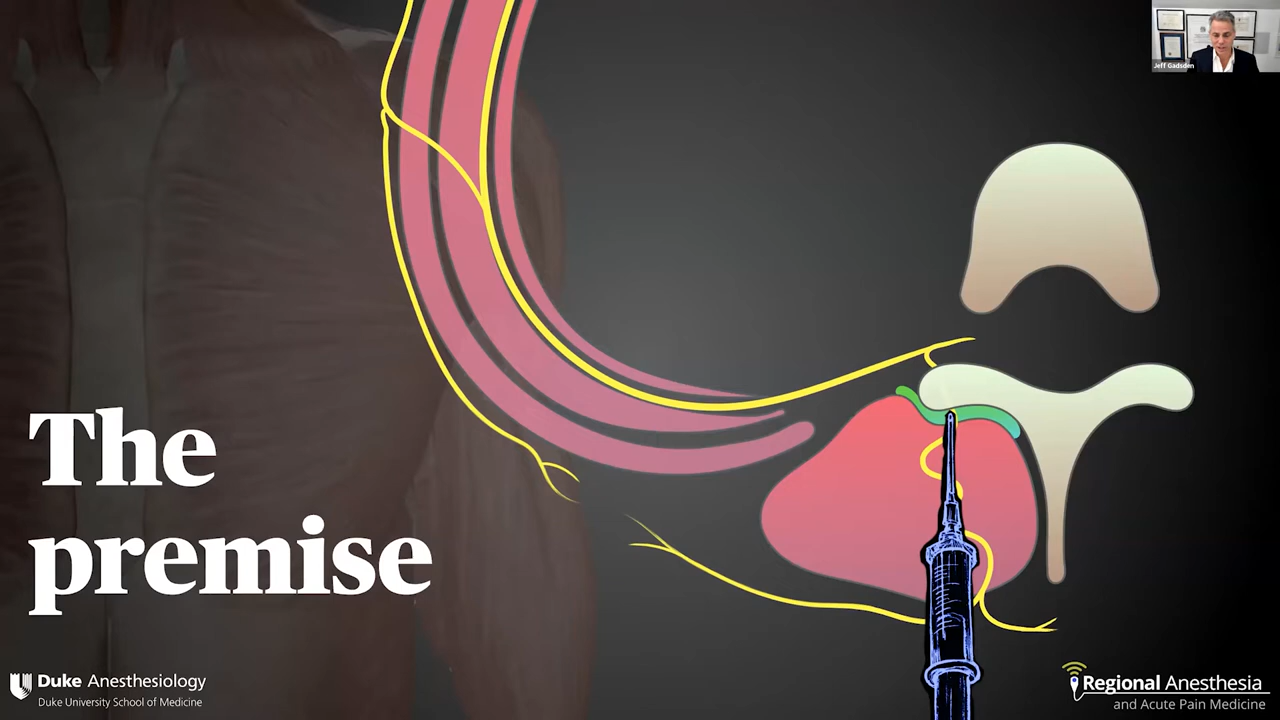 Jeff Gadsden
The
premise
Duke Anesthesiology
Duke University School of Medicine
Regional Anesthesia
and Acute Pain Medicine